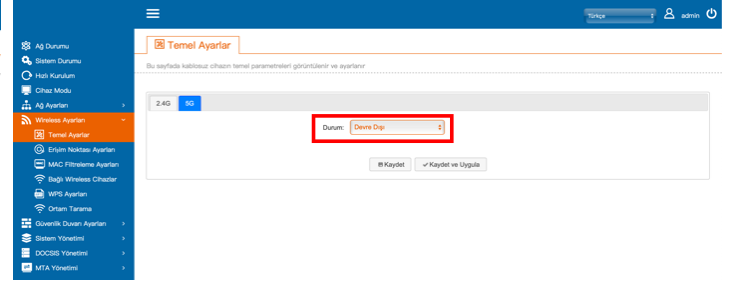 Türkçe
admin
Ağ Durumu
Sistem Durumu
Hızlı Kurulum
Cihaz Modu
Ağ Ayarları
Wireless Ayarları
Temel Ayarlar
Erişim Noktası Ayarları
MAC Filtreleme Ayarları
Bağlı Wireless Cihazlar
WPS Ayarları
Ortam Tarama
Güvenlik Duvarı Ayarları
Sistem Yönetimi
DOCSIS Yönetimi
MTA Yönetimi
Temel Ayarlar
Bu sayfada kablosuz cihazın temel parametreleri görüntülenir ve ayarlanır
2.4G 5G
Durum: Devre Dışı
Kaydet Kaydet ve Uygula